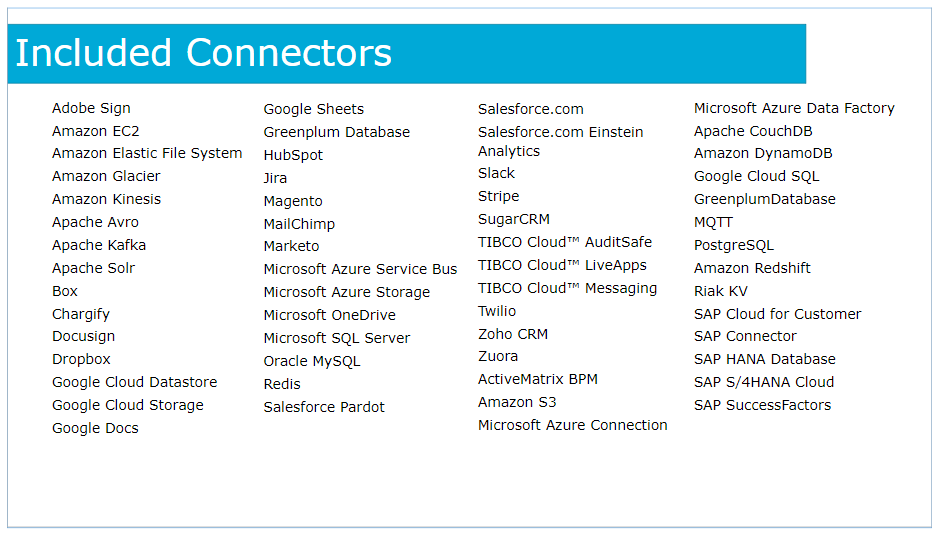 Included Connectors
Adobe Sign
Amazon EC2
Amazon Elastic File System
Amazon Glacier
Amazon Kinesis
Apache Avro
Apache Kafka
Apache Solr
Box
Chargify
Docusign
Dropbox
Google Cloud Datastore
Google Cloud Storage
Google Docs
Google Sheets
Greenplum Database
HubSpot
Jira
Magento
MailChimp
Marketo
Microsoft Azure Service Bus
Microsoft Azure Storage
Microsoft OneDrive
Microsoft SQL Server
Oracle MySQL
Redis
Salesforce Pardot
Salesforce.com
Salesforce.com Einstein
Analytics
Slack
Stripe
SugarCRM
TIBCO Cloud™ AuditSafe
TIBCO Cloud™ LiveApps
TIBCO Cloud™ Messaging
Twilio
Zoho CRM
Zuora
ActiveMatrix BPM
Amazon S3
Microsoft Azure Connection
Microsoft Azure Data Factory
Apache CouchDB
Amazon DynamoDB
Google Cloud SQL
GreenplumDatabase
MQTT
PostgreSQL
Amazon Redshift
Riak KV
SAP Cloud for Customer
SAP Connector
SAP HANA Database
SAP S/4HANA Cloud
SAP SuccessFactors